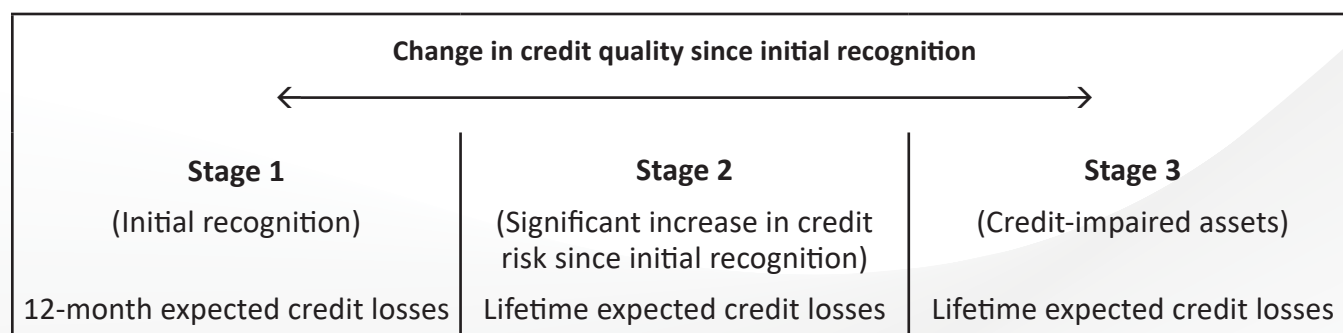 Change in credit quality since initial recognition
Stage 1
(Initial recognition)
12-month expected credit losses
Stage 2
(Significant increase in credit
risk since initial recognition)
Lifetime expected credit losses
Stage 3
(Credit-impaired assets)
Lifetime expected credit losses